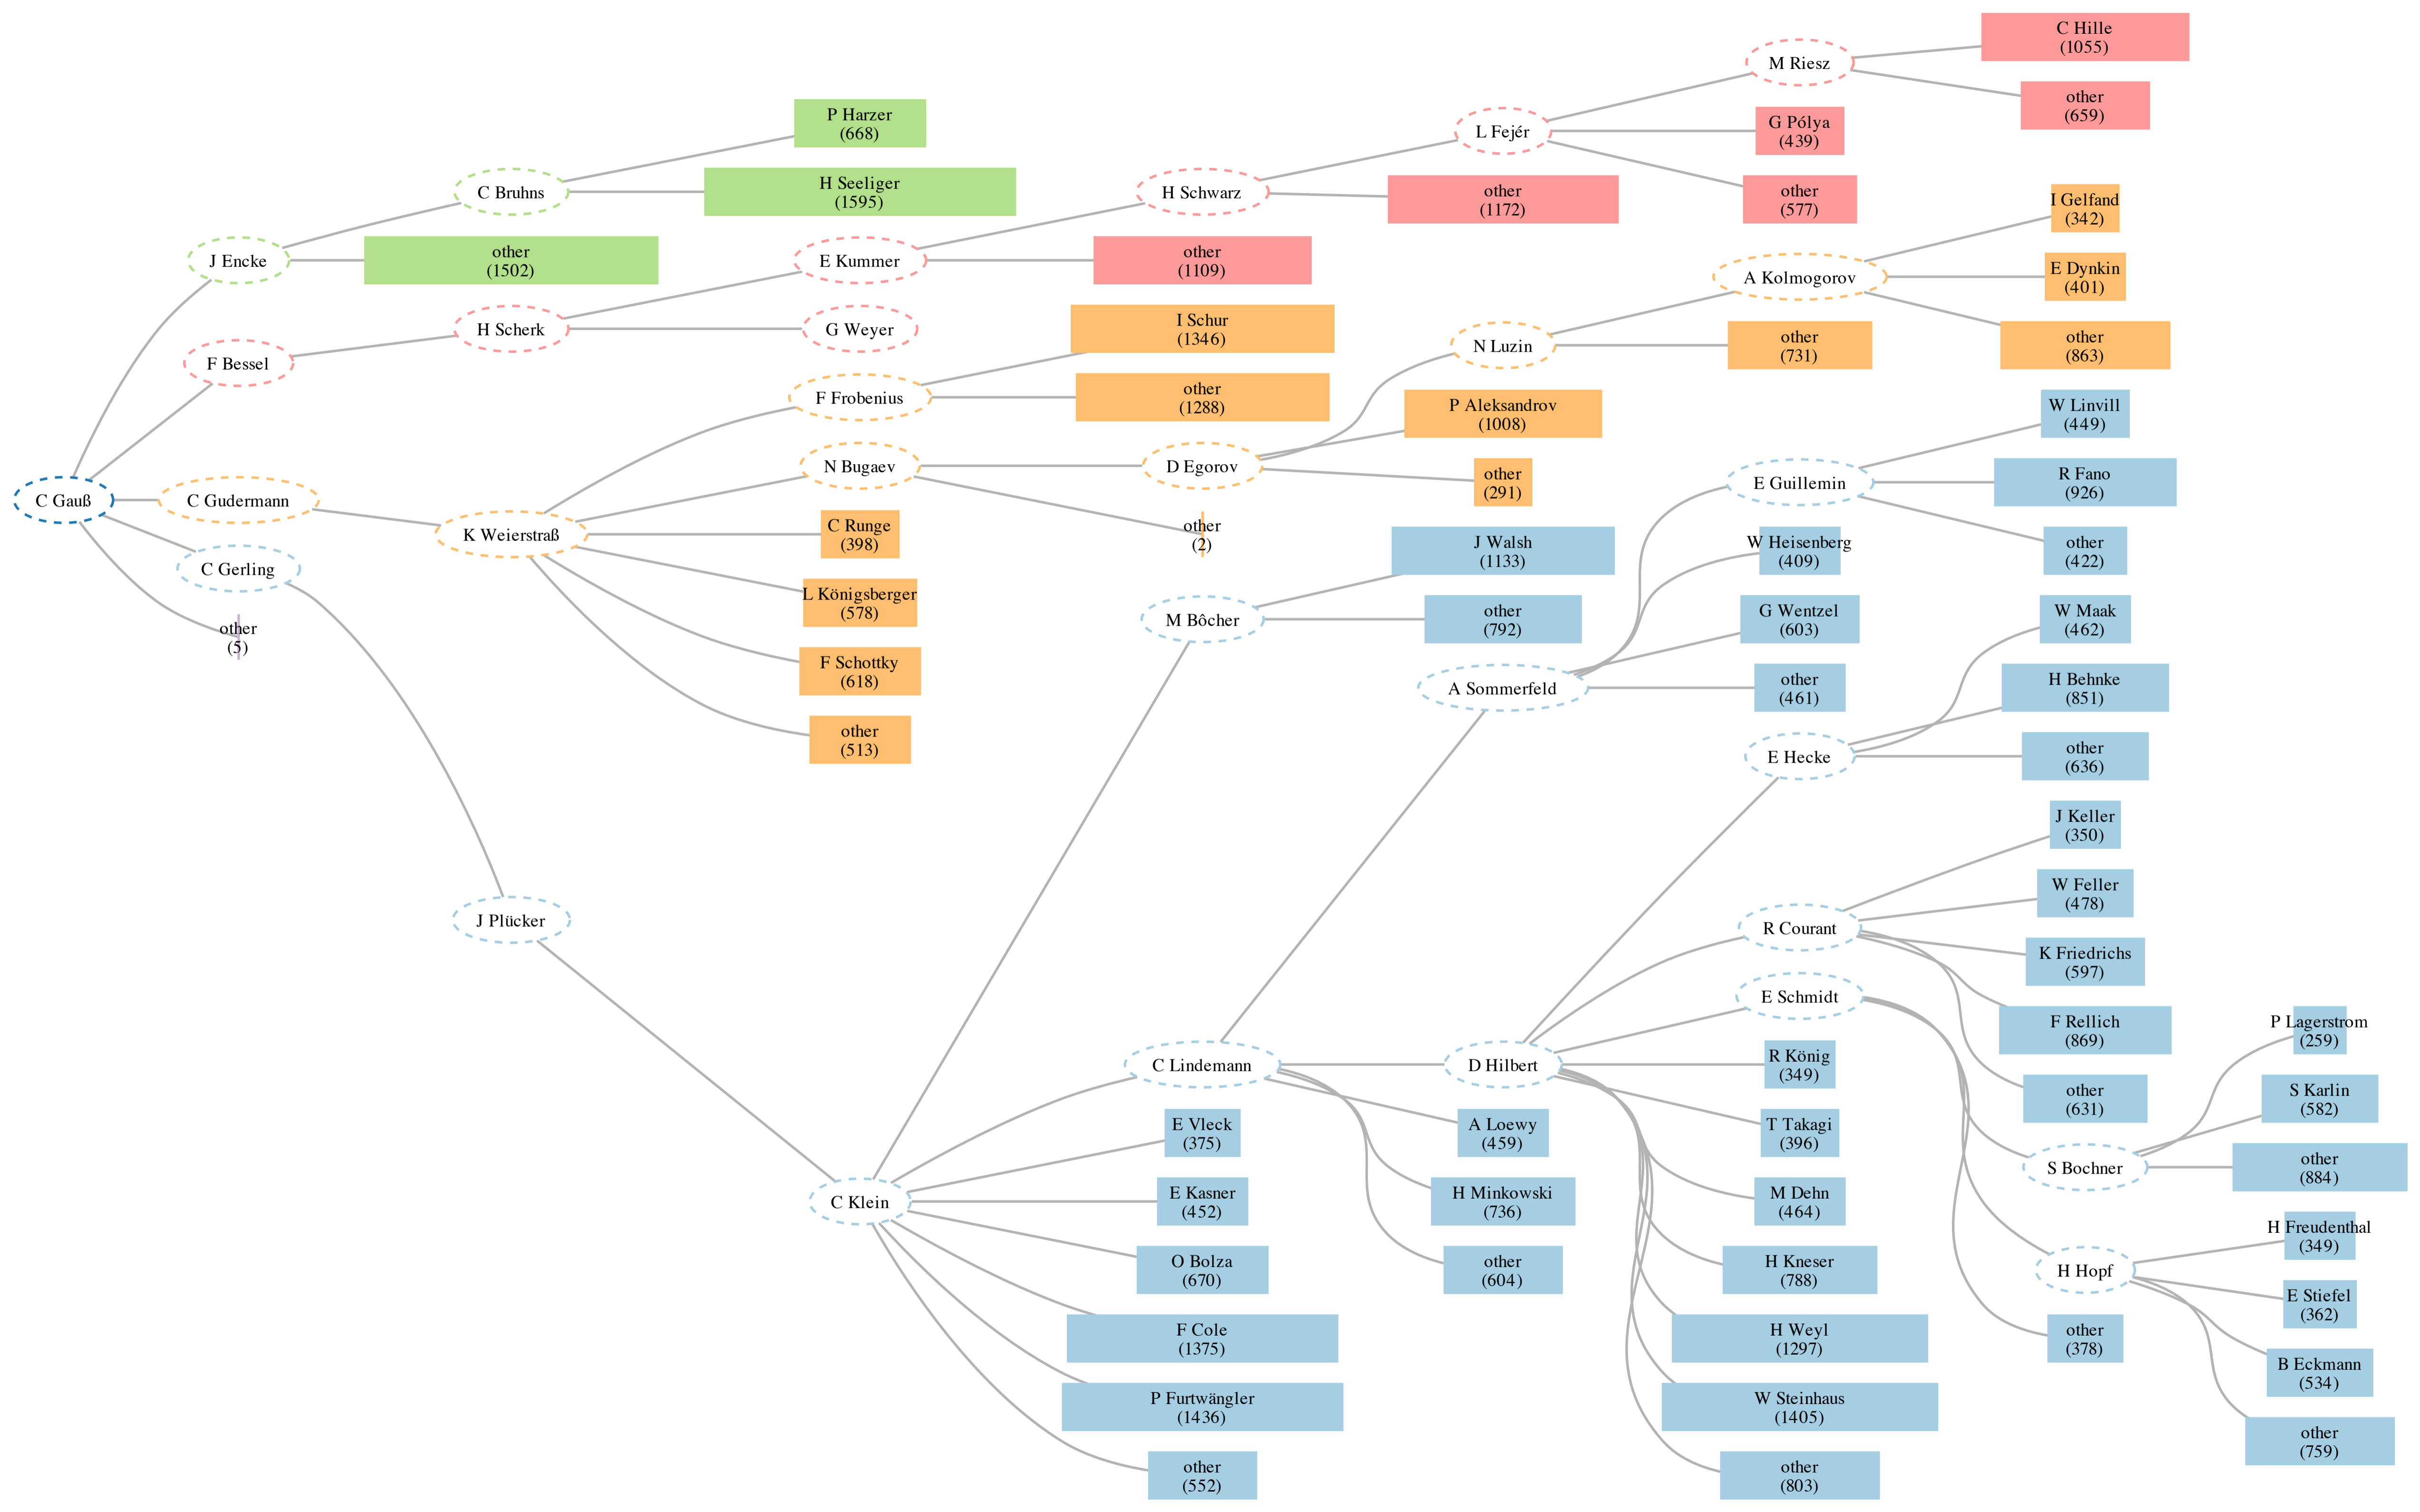 C Gauß
J Encke
F Bessel
C Gudermann
C Gerling
other
(5)
C Bruhns
other
(1502)
H Scherk
K Weierstraß
J Plücker
P Harzer
(668)
H Seeliger
(1595)
E Kummer
G Weyer
F Frobenius
N Bugaev
C Runge
(398)
L Königsberger
(578)
F Schottky
(618)
other
(513)
C Klein
H Schwarz
other
(1109)
I Schur
(1346)
other
(1288)
D Egorov
other
(2)
M Bôcher
C Lindemann
E Vleck
(375)
E Kasner
(452)
O Bolza
(670)
F Cole
(1375)
P Furtwängler
(1436)
other
(552)
L Fejér
other
(1172)
N Luzin
P Aleksandrov
(1008)
other
(291)
J Walsh
(1133)
other
(792)
A Sommerfeld
D Hilbert
A Loewy
(459)
H Minkowski
(736)
other
(604)
M Riesz
G Pólya
(439)
other
(577)
A Kolmogorov
other
(731)
E Guillemin
W Heisenberg
(409)
G Wentzel
(603)
other
(461)
E Hecke
R Courant
E Schmidt
R König
(349)
T Takagi
(396)
M Dehn
(464)
H Kneser
(788)
H Weyl
(1297)
W Steinhaus
(1405)
other
(803)
C Hille
(1055)
other
(659)
I Gelfand
(342)
E Dynkin
(401)
other
(863)
W Linvill
(449)
R Fano
(926)
other
(422)
W Maak
(462)
H Behnke
(851)
other
(636)
J Keller
(350)
W Feller
(478)
K Friedrichs
(597)
F Rellich
(869)
other
(631)
S Bochner
H Hopf
other
(378)
P Lagerstrom
(259)
S Karlin
(582)
other
(884)
H Freudenthal
(349)
E Stiefel
(362)
B Eckmann
(534)
other
(759)